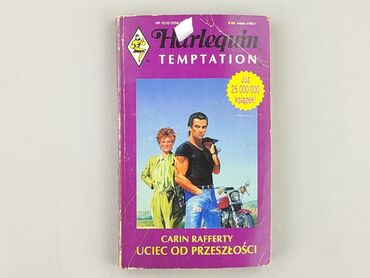 Harlequin
TEMPTATION
JUŻ
25 000 000
KSIĄŻEK!
CARIN RAFFERTY
UCIEC OD PRZESZŁOŚCI